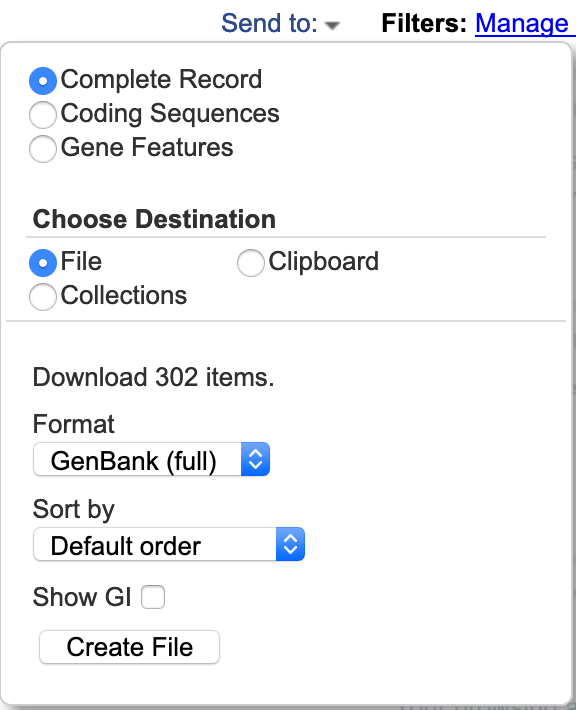 Send to: Filters: Manage
Complete Record
Coding Sequences
Gene Features
Choose Destination
File Clipboard
Collections
Download 302 items.
Format
GenBank (full)
Sort by
Default order
Show GI
Create File